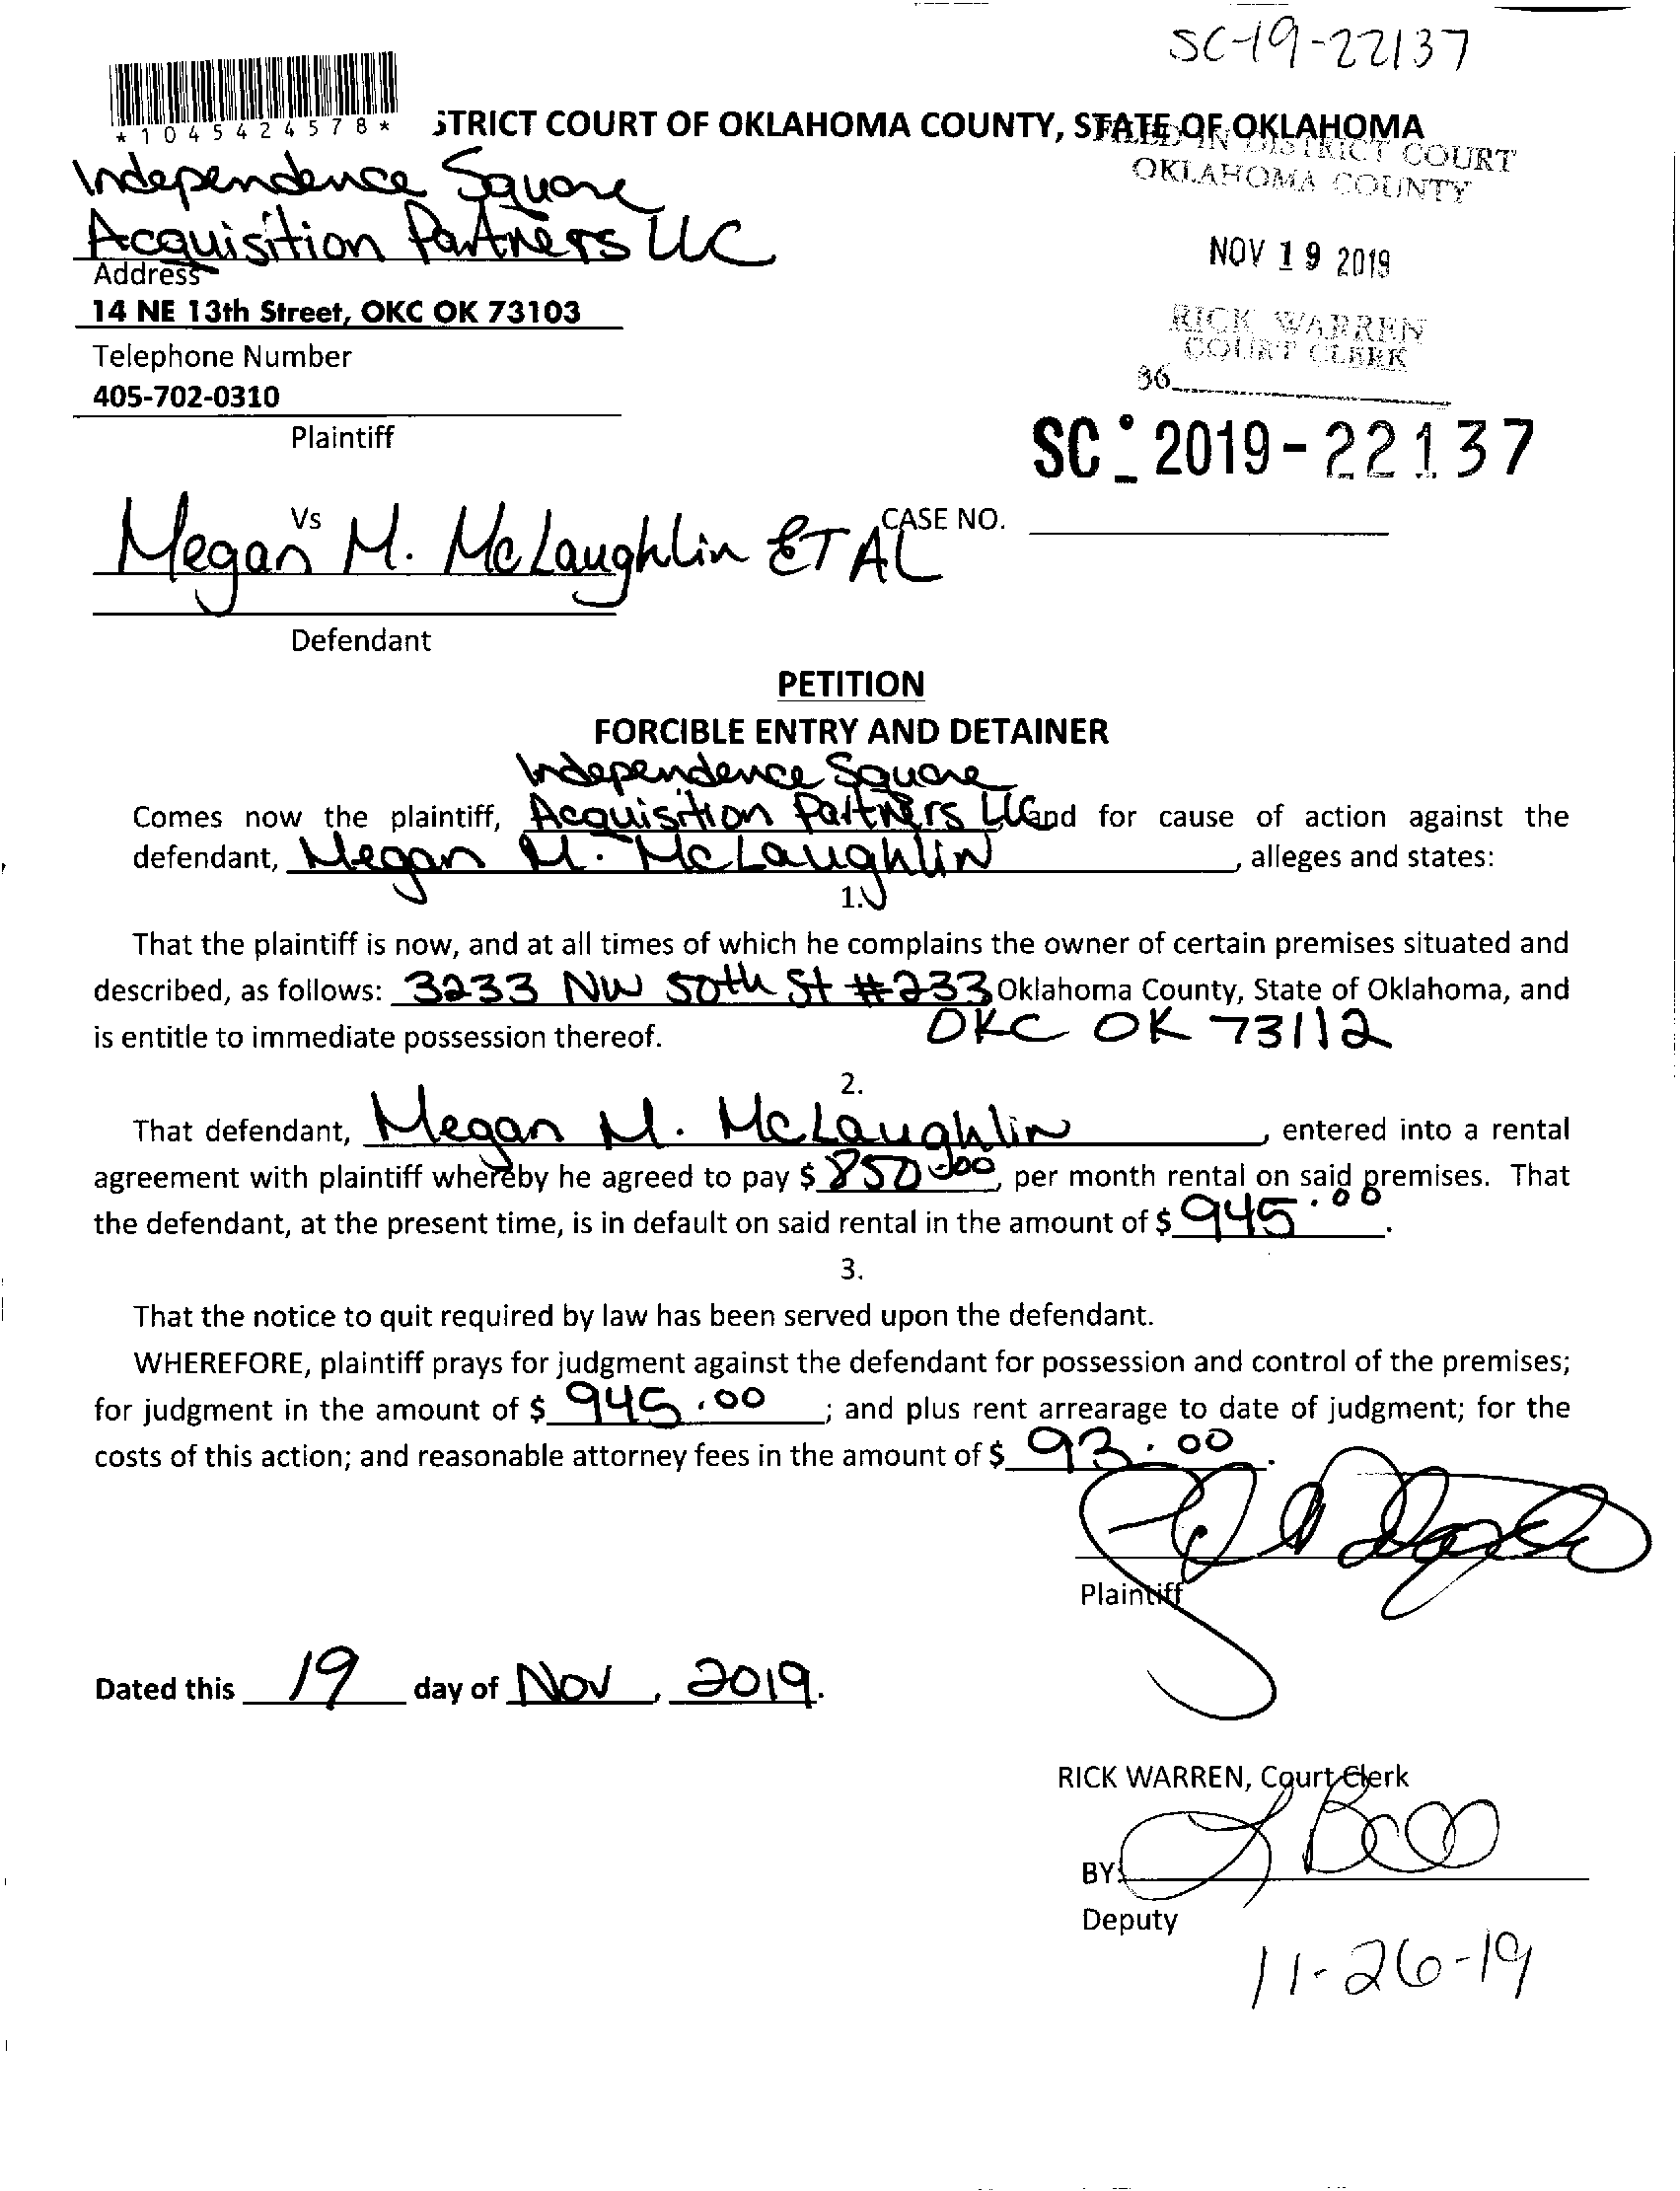 SC-19-22137
*1045424578*
STRICT COURT OF OKLAHOMA COUNTY, STATE OF OKLAHOMA
FILED IN DISTRICT COURT
OKLAHOMA COUNTY
Independence Square
Acquisition Partners LLC
NOV 19 2019
Address
14 NE 13th Street, OKC OK 73103
RICK WARREN
COURT CLERK
Telephone Number
36
405-702-0310
Plaintiff
SC - 2019-22137
Vs
CASE NO.
Megan M. McLaughlin ET AL
Defendant
PETITION
FORCIBLE ENTRY AND DETAINER
Independence Square
Comes now the plaintiff, Acquisition Partners LLC and for cause of action against the
defendant, Megan M. McLaughlin, alleges and states:
1.
That the plaintiff is now, and at all times of which he complains the owner of certain premises situated and
described, as follows: 3233 NW 50th St #233, Oklahoma County, State of Oklahoma, and
is entitle to immediate possession thereof. OKC OK 73112
2.
That defendant, Megan M. McLaughlin, entered into a rental
agreement with plaintiff whereby he agreed to pay $ 850.00, per month rental on said premises. That
the defendant, at the present time, is in default on said rental in the amount of $ 945.00.
3.
That the notice to quit required by law has been served upon the defendant.
WHEREFORE, plaintiff prays for judgment against the defendant for possession and control of the premises;
for judgment in the amount of $ 945.00; and plus rent arrearage to date of judgment; for the
costs of this action; and reasonable attorney fees in the amount of $ 93.00.
Plaintiff
Dated this 19 day of Nov, 2019.
RICK WARREN, Court Clerk
BY:
Deputy
11-26-19